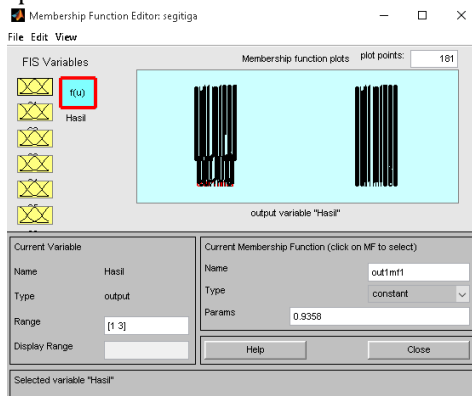 Membership Function Editor: segitiga
File Edit View
FIS Variables
Membership function plots
plot points:
181
f(u)
Hasil
output variable "Hasil"
Current Variable
Name Hasil
Type output
Range [1 3]
Display Range
Current Membership Function (click on MF to select)
Name out1mf1
Type constant
Params 0.9358
Help Close
Selected variable "Hasil"